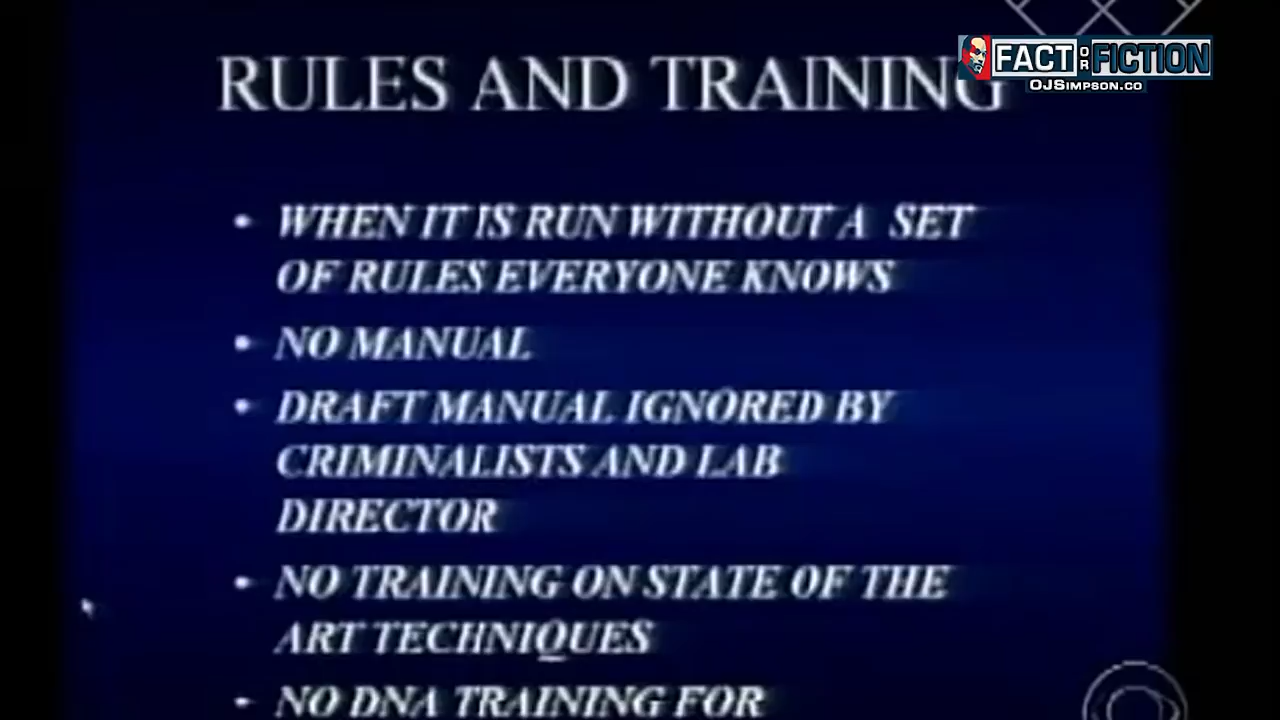 RULES AND TRAINING
FACT OR FICTION
OJSIMPSON.CO
• WHEN IT IS RUN WITHOUT A SET
OF RULES EVERYONE KNOWS
• NO MANUAL
• DRAFT MANUAL IGNORED BY
CRIMINALISTS AND LAB
DIRECTOR
• NO TRAINING ON STATE OF THE
ART TECHNIQUES
• NO DNA TRAINING FOR